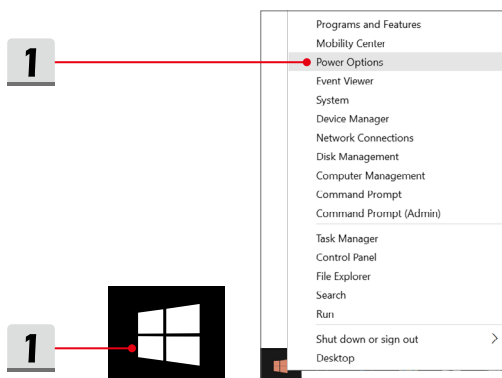 Programs and Features
Mobility Center
1
Power Options
Event Viewer
System
Device Manager
Network Connections
Disk Management
Computer Management
Command Prompt
Command Prompt (Admin)
Task Manager
Control Panel
File Explorer
Search
Run
1
Shut down or sign out
Desktop